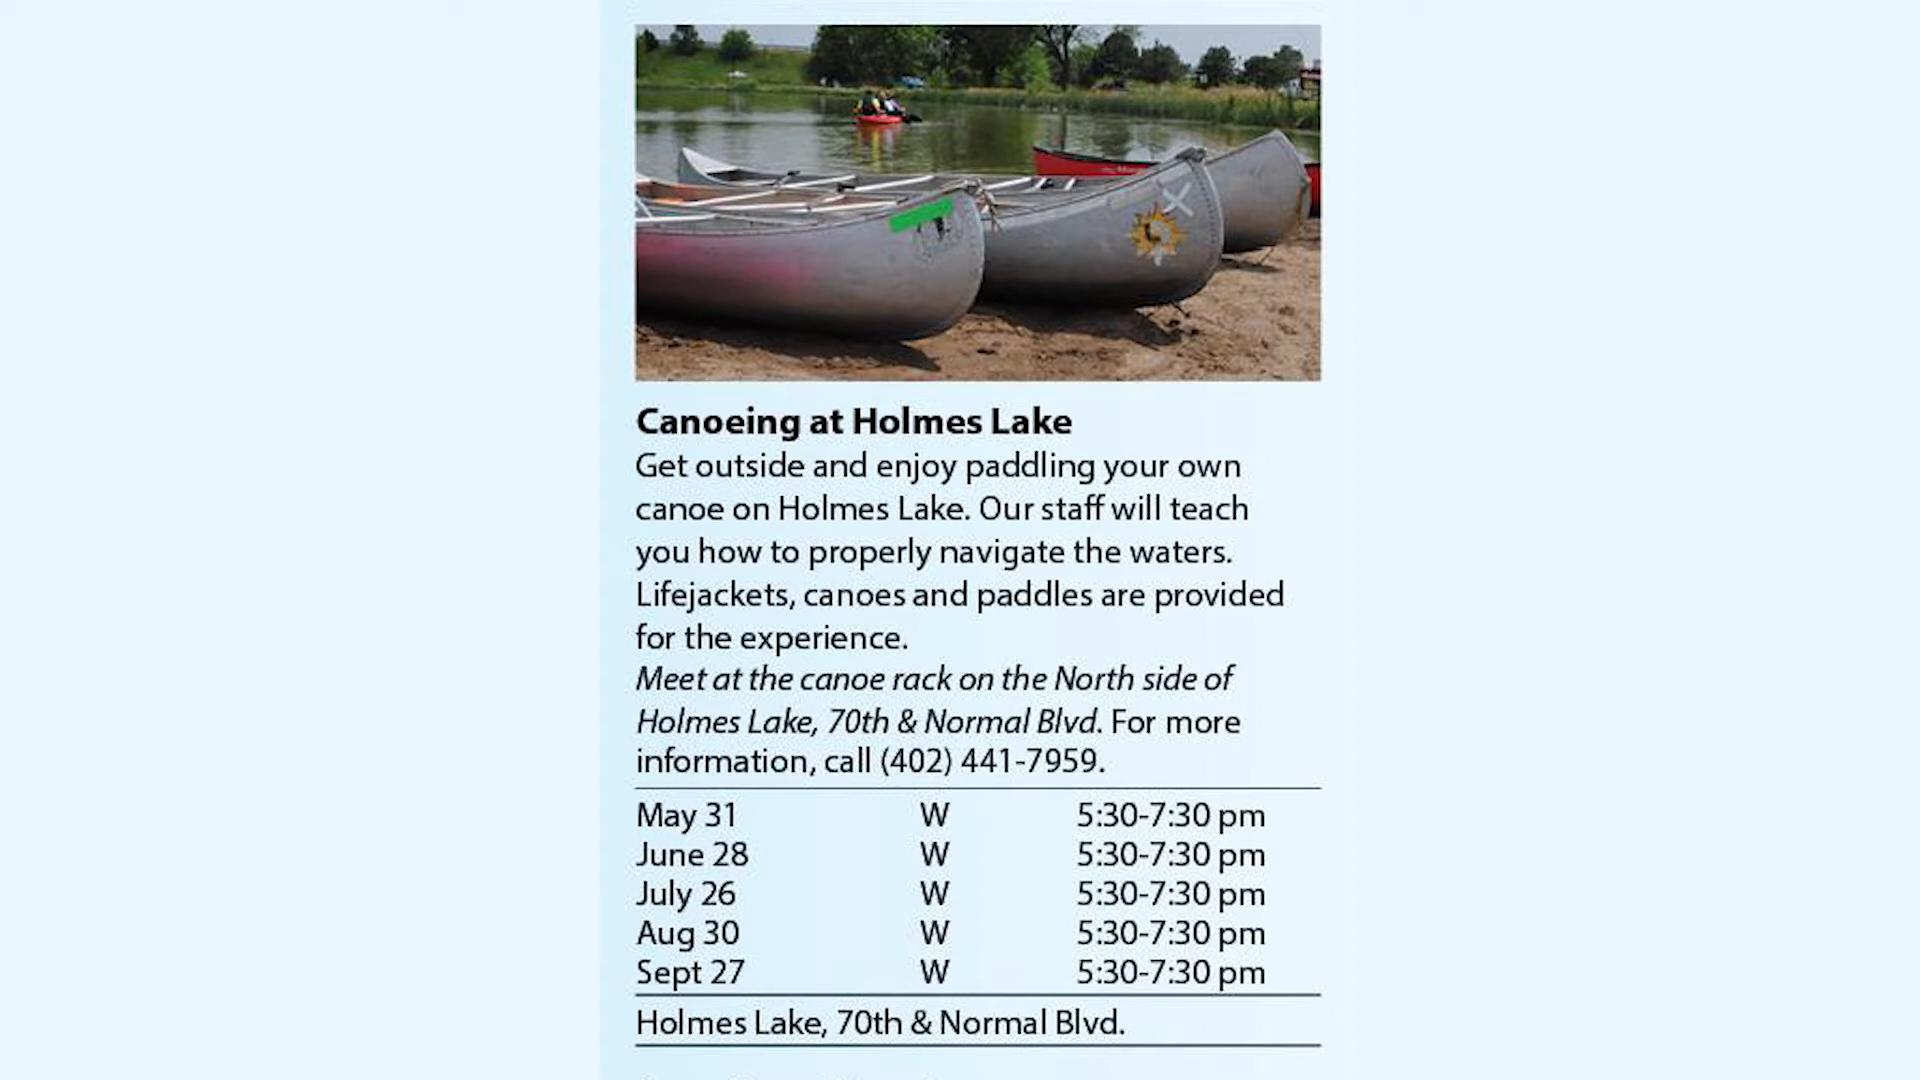 Canoeing at Holmes Lake
Get outside and enjoy paddling your own
canoe on Holmes Lake. Our staff will teach
you how to properly navigate the waters.
Lifejackets, canoes and paddles are provided
for the experience.
Meet at the canoe rack on the North side of
Holmes Lake, 70th & Normal Blvd. For more
information, call (402) 441-7959.
May 31 W 5:30-7:30 pm
June 28 W 5:30-7:30 pm
July 26 W 5:30-7:30 pm
Aug 30 W 5:30-7:30 pm
Sept 27 W 5:30-7:30 pm
Holmes Lake, 70th & Normal Blvd.